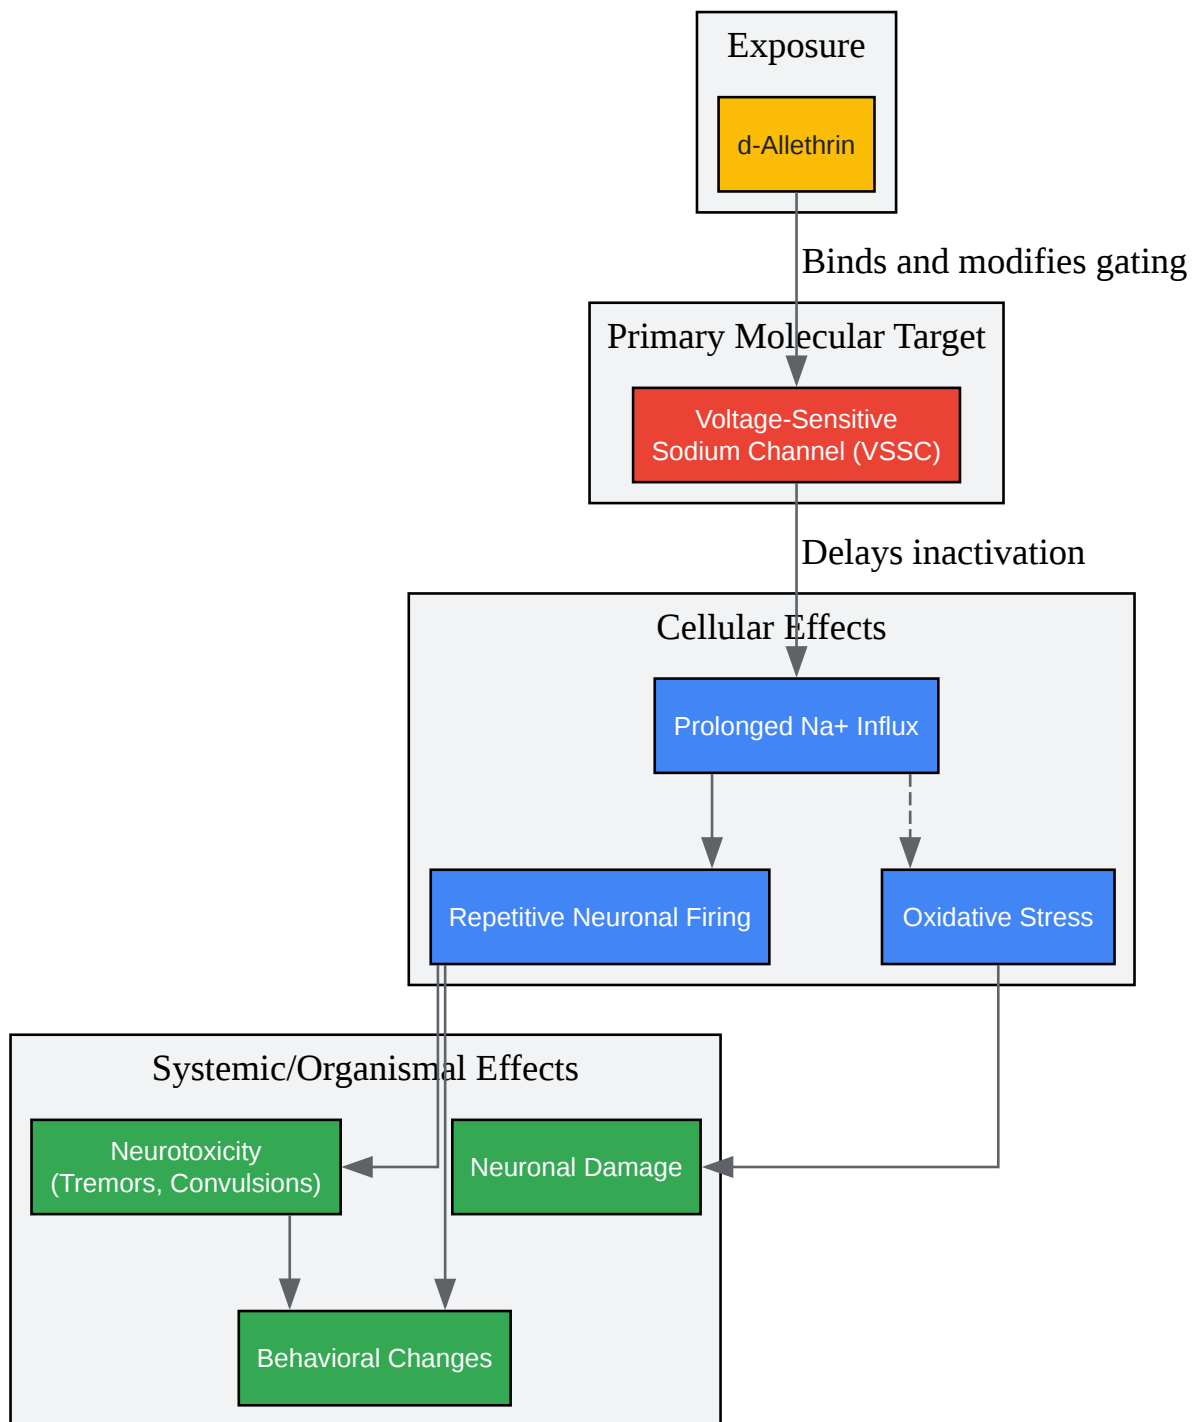 Exposure
d-Allethrin
Binds and modifies gating
Primary Molecular Target
Voltage-Sensitive
Sodium Channel (VSSC)
Delays inactivation
Cellular Effects
Prolonged Na+ Influx
Repetitive Neuronal Firing
Oxidative Stress
Systemic/Organismal Effects
Neurotoxicity
(Tremors, Convulsions)
Neuronal Damage
Behavioral Changes